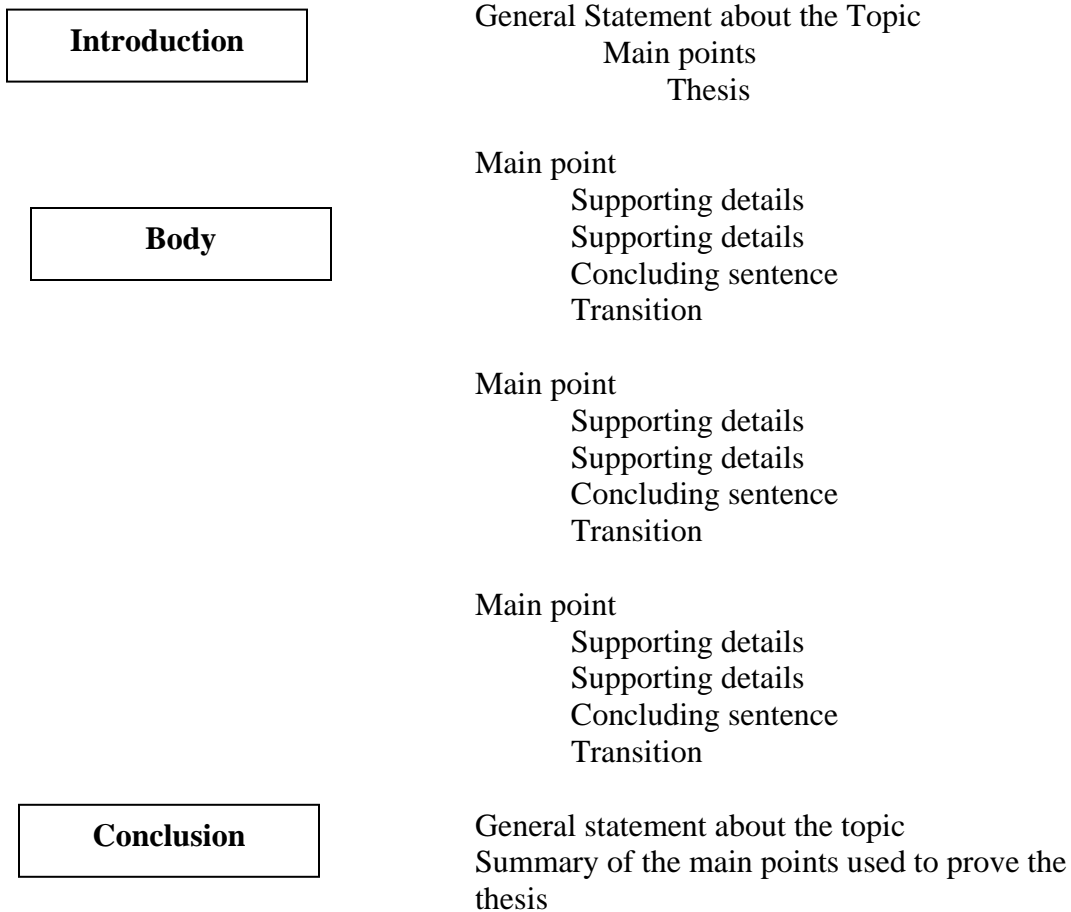 Introduction
General Statement about the Topic
Main points
Thesis
Body
Main point
Supporting details
Supporting details
Concluding sentence
Transition
Main point
Supporting details
Supporting details
Concluding sentence
Transition
Main point
Supporting details
Supporting details
Concluding sentence
Transition
Conclusion
General statement about the topic
Summary of the main points used to prove the
thesis